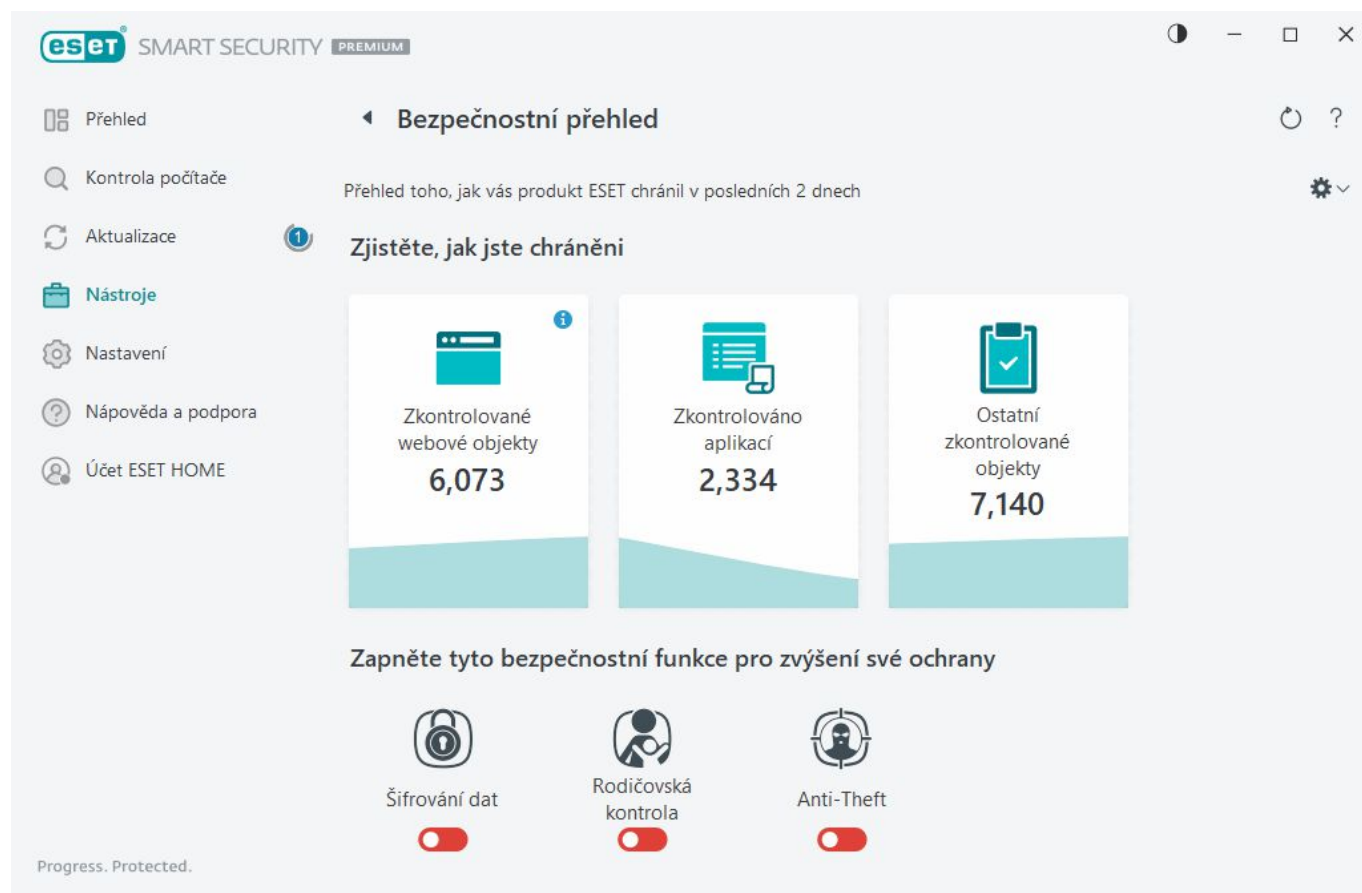 eset® SMART SECURITY PREMIUM
Přehled
Kontrola počítače
Aktualizace 1
Nástroje
Nastavení
Nápověda a podpora
Účet ESET HOME
Bezpečnostní přehled
?
Přehled toho, jak vás produkt ESET chránil v posledních 2 dnech
Zjistěte, jak jste chráněni
Zkontrolované
webové objekty
6,073
Zkontrolováno
aplikací
2,334
Ostatní
zkontrolované
objekty
7,140
Zapněte tyto bezpečnostní funkce pro zvýšení své ochrany
Šifrování dat
Rodičovská
kontrola
Anti-Theft
Progress. Protected.